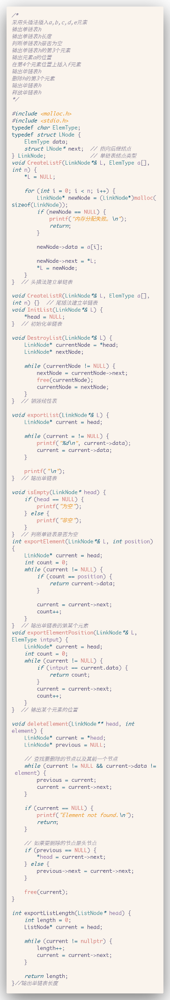 /*
采用头插法插入a,b,c,d,e元素
输出单链表h
输出单链表h长度
判断单链表h是否为空
输出单链表h的第3个元素
输出元素a的位置
在第4个元素位置上插入f元素
输出单链表h
删除h的第3个元素
输出单链表h
释放单链表h
*/

#include <malloc.h>
#include <stdio.h>
typedef char ElemType;
typedef struct LNode {
    ElemType data;
    struct LNode* next;  // 指向后继结点
} LinkNode;              // 单链表结点类型
void CreateListF(LinkNode*& L, ElemType a[],
int n) {
    *L = NULL;

    for (int i = 0; i < n; i++) {
        LinkNode* newNode = (LinkNode*)malloc(
sizeof(LinkNode));
        if (newNode == NULL) {
            printf("内存分配失败。\n");
            return;
        }

        newNode->data = a[i];

        newNode->next = *L;
        *L = newNode;
    }
}  // 头插法建立单链表

void CreateListR(LinkNode*& L, ElemType a[],
int n) {}  // 尾插法建立单链表
void InitList(LinkNode*& L) {
    *head = NULL;
}  // 初始化单链表

void DestroyList(LinkNode*& L) {
    LinkNode* currentNode = *head;
    LinkNode* nextNode;

    while (currentNode != NULL) {
        nextNode = currentNode->next;
        free(currentNode);
        currentNode = nextNode;
    }
}  // 销毁线性表

void exportList(LinkNode*& L) {
    LinkNode* current = head;

    while (current = != NULL) {
        printf("%d\n", current->data);
        current = current->data;
    }

    printf("\n");
}  // 输出单链表

void isEmpty(LinkNode* head) {
    if (head == NULL) {
        printf("为空");
    } else {
        printf("非空");
    }
}  // 判断单链表是否为空
int exportElement(LinkNode*& L, int position)
{
    LinkNode* current = head;
    int count = 0;
    while (current != NULL) {
        if (count == position) {
            return current->data;
        }

        current = current->next;
        count++;
    }
}  // 输出单链表的第某个元素
void exportElementPosition(LinkNode*& L,
ElemType intput) {
    LinkNode* current = head;
    int count = 0;
    while (current != NULL) {
        if (intput == current.data) {
            return count;
        }
        current = current->next;
        count++;
    }
}  // 输出某个元素的位置

void deleteElement(LinkNode** head, int
element) {
    LinkNode* current = *head;
    LinkNode* previous = NULL;

    // 查找要删除的节点以及其前一个节点
    while (current != NULL && current->data !=
 element) {
        previous = current;
        current = current->next;
    }

    if (current == NULL) {
        printf("Element not found.\n");
        return;
    }

    // 如果要删除的节点是头节点
    if (previous == NULL) {
        *head = current->next;
    } else {
        previous->next = current->next;
    }

    free(current);
}

int exportListLength(ListNode* head) {
    int length = 0;
    ListNode* current = head;

    while (current != nullptr) {
        length++;
        current = current->next;
    }

    return length;
}//输出单链表长度